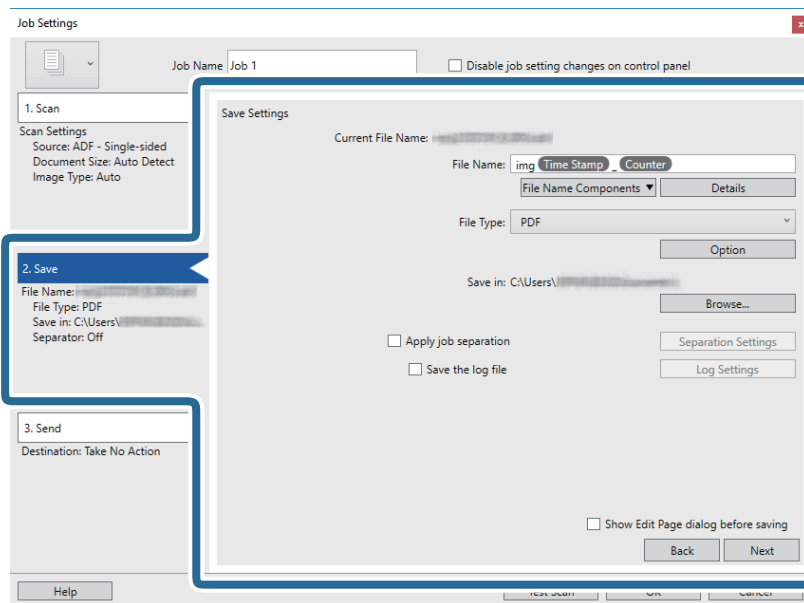 Job Settings
x
Job Name Job 1
Disable job setting changes on control panel
1. Scan
Scan Settings
Source: ADF - Single-sided
Document Size: Auto Detect
Image Type: Auto
2. Save
File Name:
File Type: PDF
Save in: C:\Users\
Separator: Off
3. Send
Destination: Take No Action
Save Settings
Current File Name:
File Name: img Time Stamp _ Counter
File Name Components Details
File Type: PDF
Option
Save in: C:\Users\
Browse...
Apply job separation Separation Settings
Save the log file Log Settings
Show Edit Page dialog before saving
Back Next
Help Test Scan OK Cancel